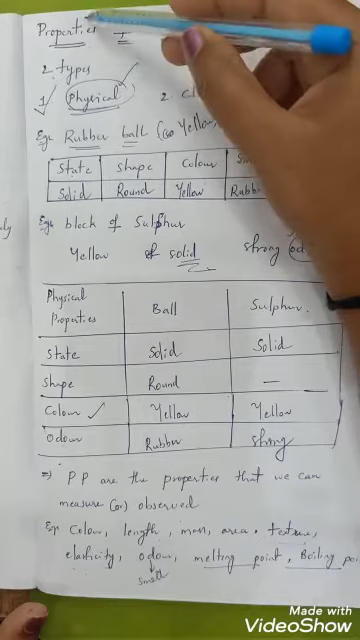 Properties :-
2 types
1 Physical 2
Eg: Rubber ball (co Yellow,
State Shape Colour
Solid Round Yellow Rubb
Eg: block of Sulphur
Yellow solid strong
Physical Properties Ball Sulphur.
State Solid Solid
Shape Round —
Colour ✓ Yellow Yellow
Odour Rubber strong
=> PP are the properties that we can
measure (or) observed
Eg: Colour, length, mass, area, texture,
elasticity, odour, melting point, Boiling po
smell
Made with
VideoShow